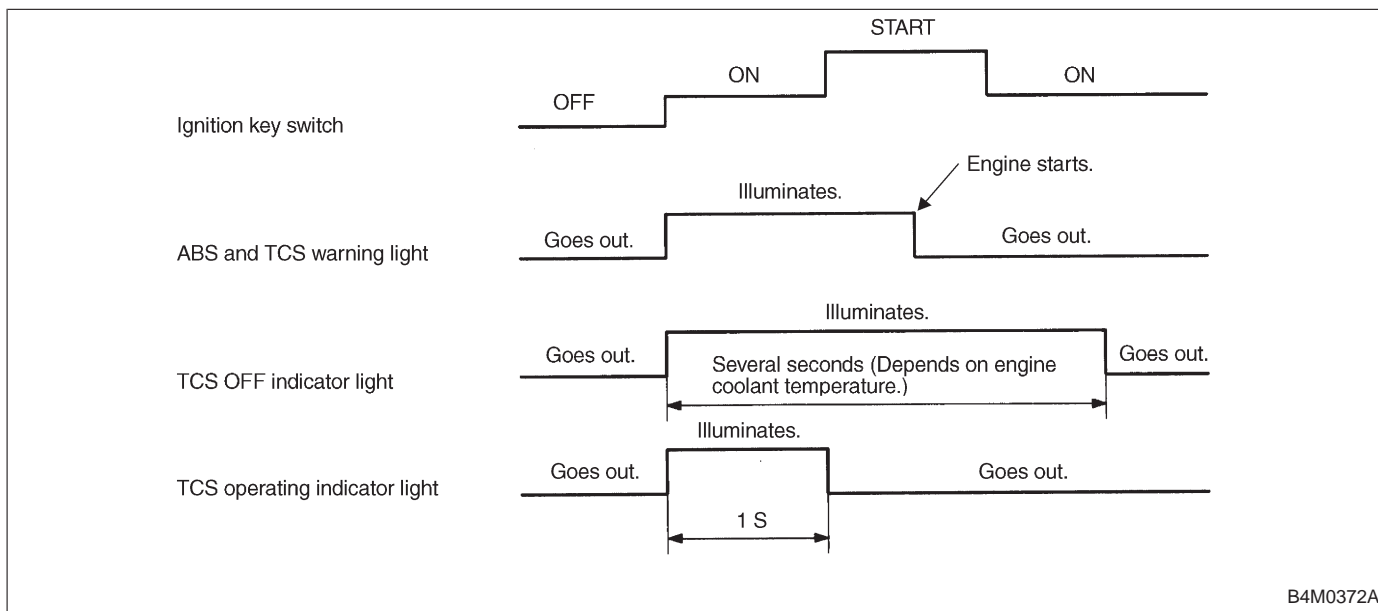 START
ON
ON
OFF
Ignition key switch
Engine starts.
Illuminates.
Goes out.
Goes out.
ABS and TCS warning light
Illuminates.
Goes out.
Several seconds (Depends on engine
coolant temperature.)
Goes out.
TCS OFF indicator light
Illuminates.
Goes out.
Goes out.
TCS operating indicator light
1 S
B4M0372A